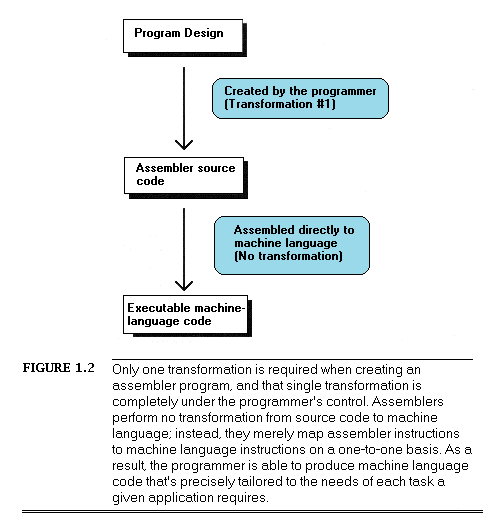 Program Design
Created by the programmer
(Transformation #1)
Assembler source
code
Assembled directly to
machine language
(No transformation)
Executable machine-
language code
FIGURE 1.2
Only one transformation is required when creating an
assembler program, and that single transformation is
completely under the programmer's control. Assemblers
perform no transformation from source code to machine
language; instead, they merely map assembler instructions
to machine language instructions on a one-to-one basis. As a
result, the programmer is able to produce machine language
code that's precisely tailored to the needs of each task a
given application requires.